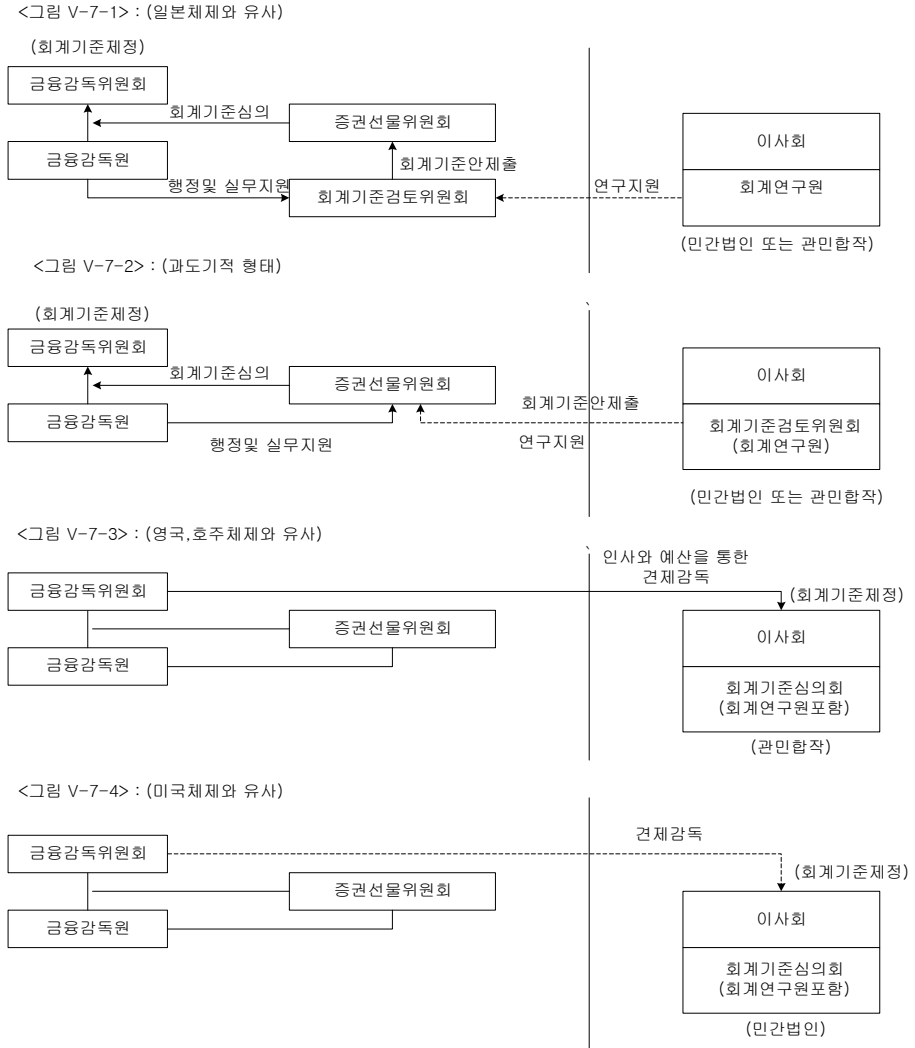 <그림 V-7-1> : (일본체제와 유사)
(회계기준제정)
금융감독위원회
회계기준심의
증권선물위원회
이사회
금융감독원
회계기준안제출
행정및 실무지원
회계기준검토위원회
연구지원
회계연구원
(민간법인 또는 관민합작)
<그림 V-7-2> : (과도기적 형태)
(회계기준제정)
금융감독위원회
회계기준심의
증권선물위원회
이사회
회계기준안제출
금융감독원
행정및 실무지원
연구지원
회계기준검토위원회
(회계연구원)
(민간법인 또는 관민합작)
<그림 V-7-3> : (영국,호주체제와 유사)
인사와 예산을 통한
견제감독
금융감독위원회
(회계기준제정)
증권선물위원회
이사회
금융감독원
회계기준심의회
(회계연구원포함)
(관민합작)
<그림 V-7-4> : (미국체제와 유사)
견제감독
금융감독위원회
(회계기준제정)
증권선물위원회
이사회
금융감독원
회계기준심의회
(회계연구원포함)
(민간법인)